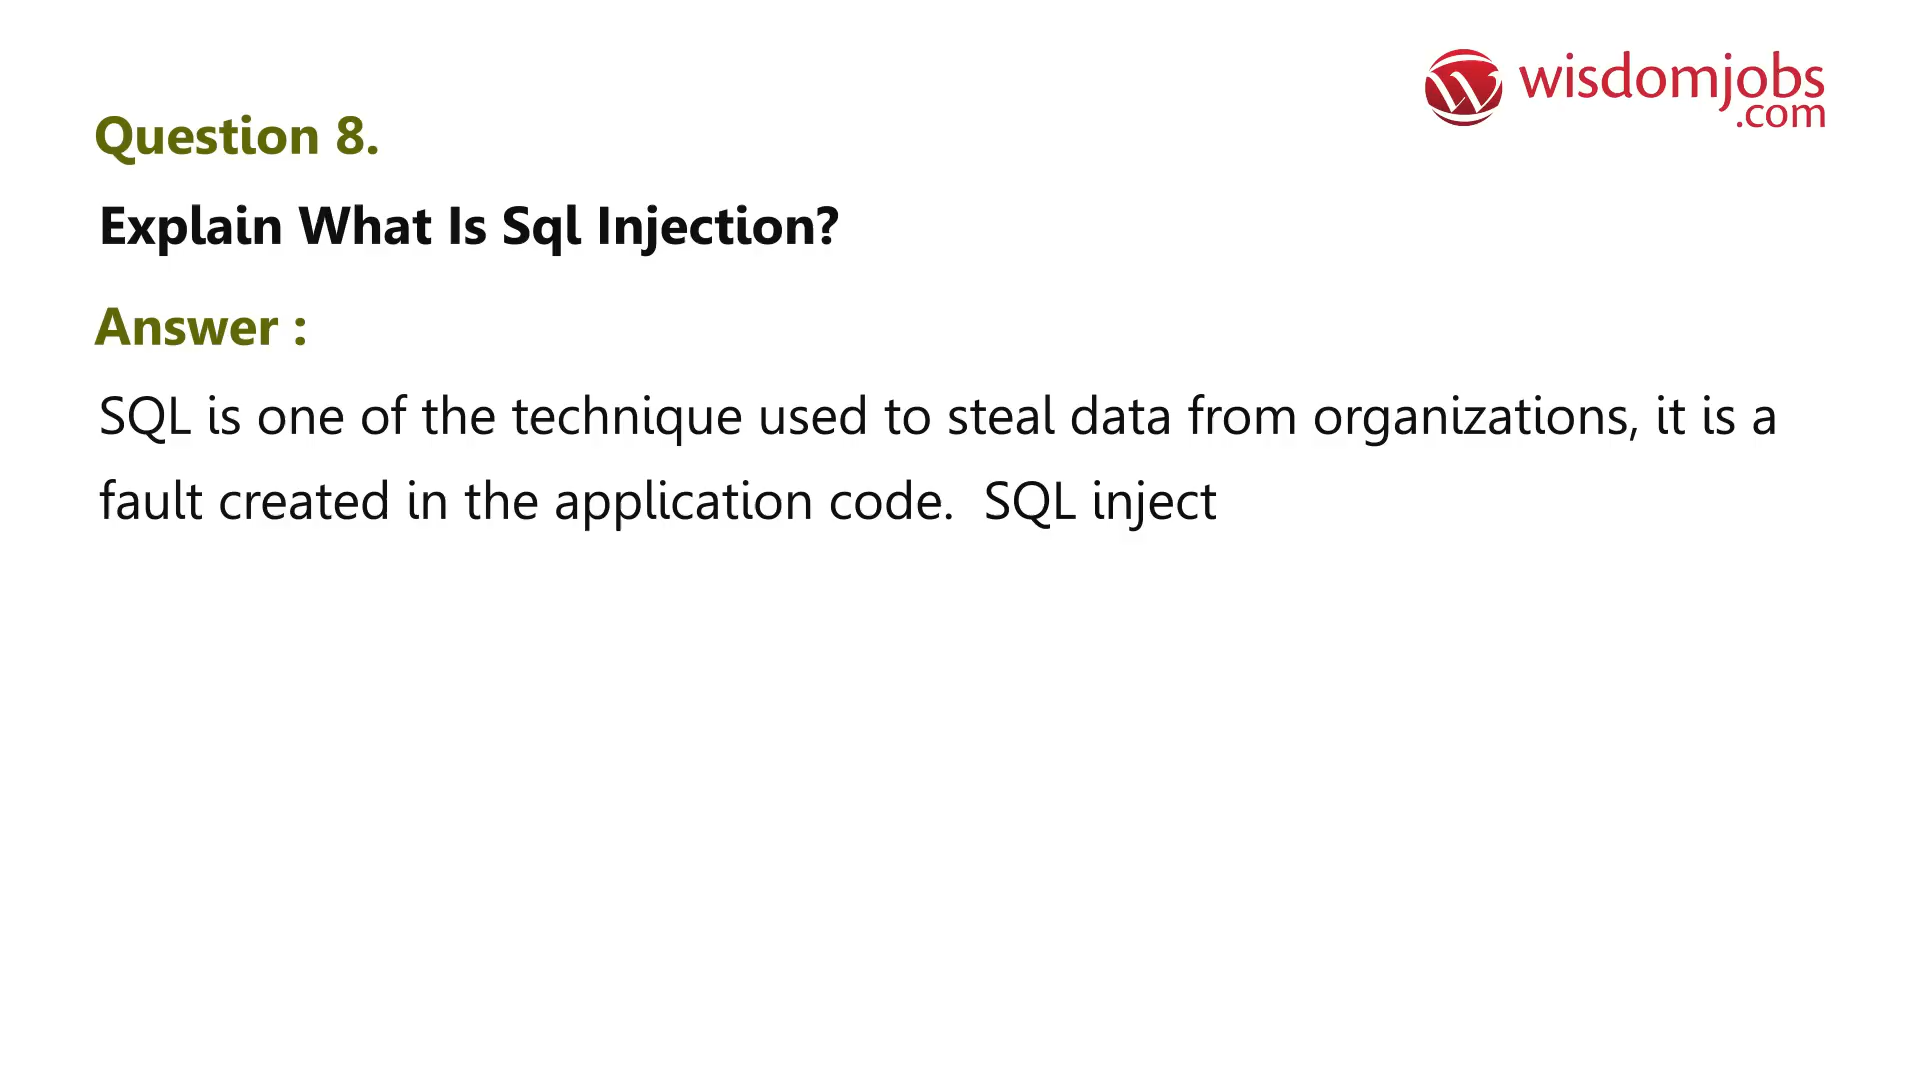 wisdomjobs
.com
Question 8.
Explain What Is Sql Injection?
Answer :
SQL is one of the technique used to steal data from organizations, it is a
fault created in the application code.  SQL inject